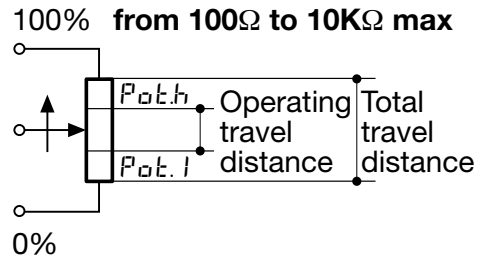 100% from 100Ω to 10KΩ max
Pot.h
Operating travel distance
Total travel distance
Pot.l
0%